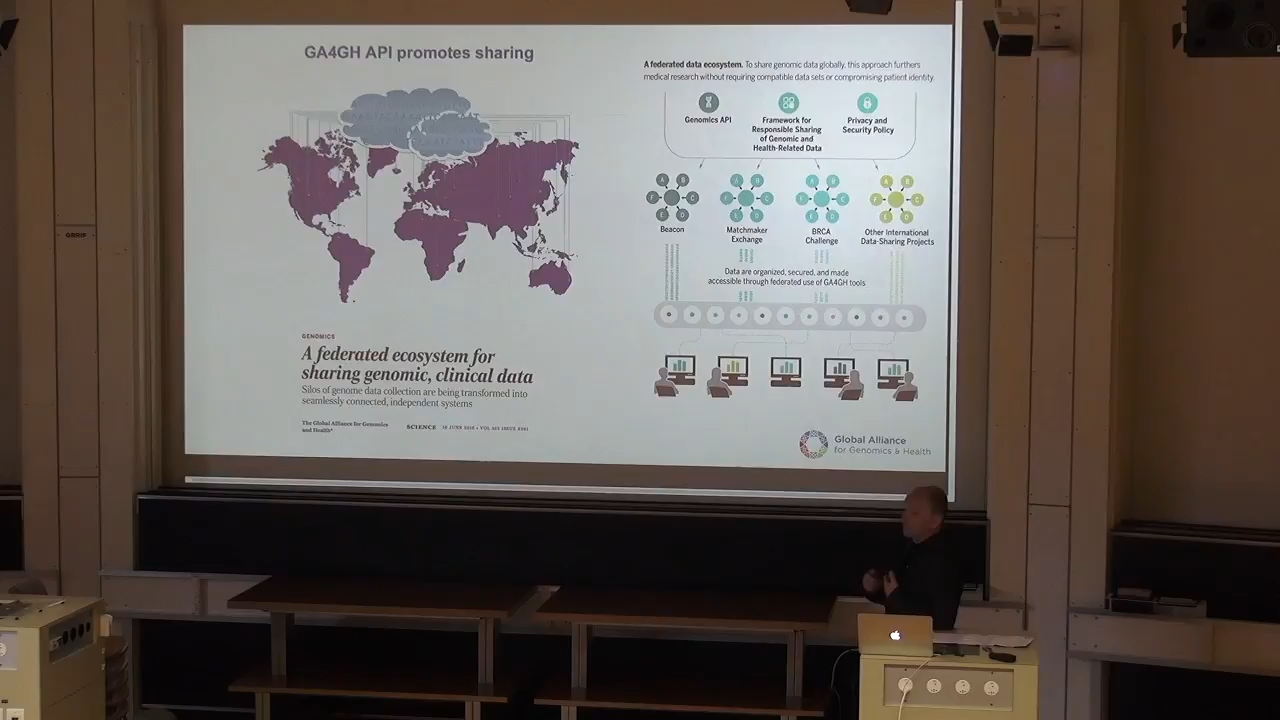 GA4GH API promotes sharing
GENOMICS
A federated ecosystem for
sharing genomic, clinical data
Silos of genome data collection are being transformed into
seamlessly connected, independent systems
The Global Alliance for Genomics
and Health*
SCIENCE
A federated data ecosystem. To share genomic data globally, this approach furthers
medical research without requiring compatible data sets or compromising patient identity.
Genomics API
Framework for
Responsible Sharing
of Genomic and
Health-Related Data
Privacy and
Security Policy
A B
F C
E D
Beacon
A B
F C
E D
Matchmaker
Exchange
A B
F C
E D
BRCA
Challenge
A B
F C
E D
Other International
Data-Sharing Projects
Data are organized, secured, and made
accessible through federated use of GA4GH tools
Global Alliance
for Genomics & Health